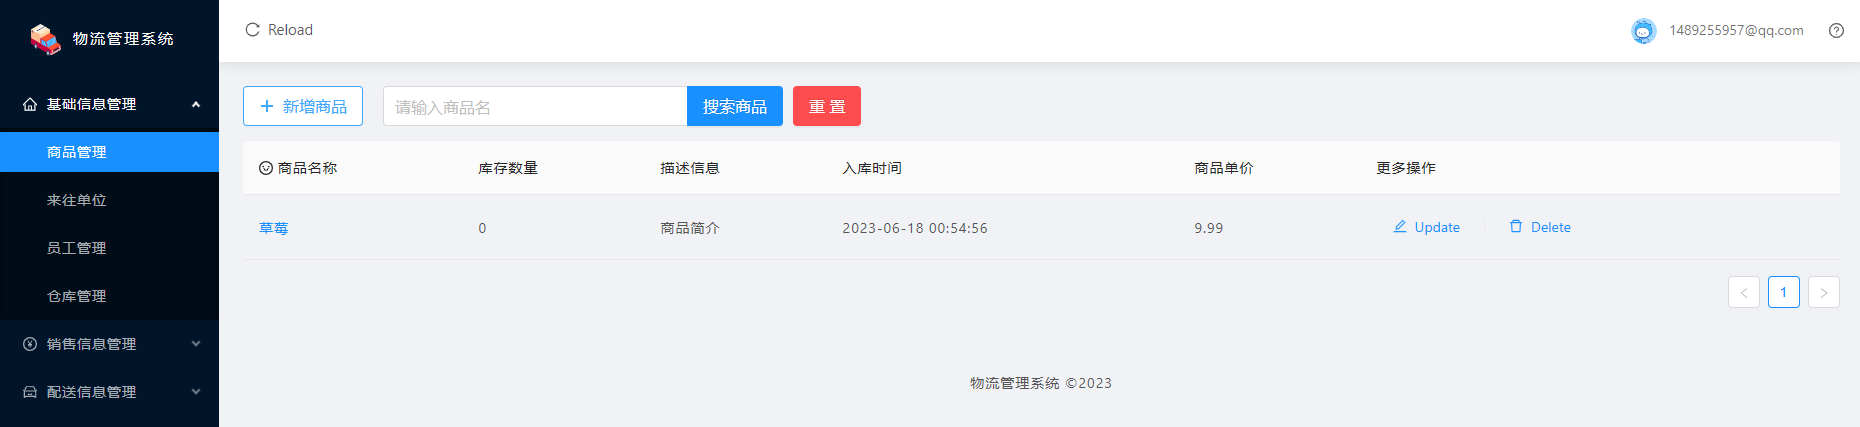 物流管理系统
Reload
1489255957@qq.com
基础信息管理
商品管理
来往单位
员工管理
仓库管理
销售信息管理
配送信息管理
新增商品 请输入商品名 搜索商品 重 置
商品名称 库存数量 描述信息 入库时间 商品单价 更多操作
草莓 0 商品简介 2023-06-18 00:54:56 9.99 Update Delete
< 1 >
物流管理系统 ©2023